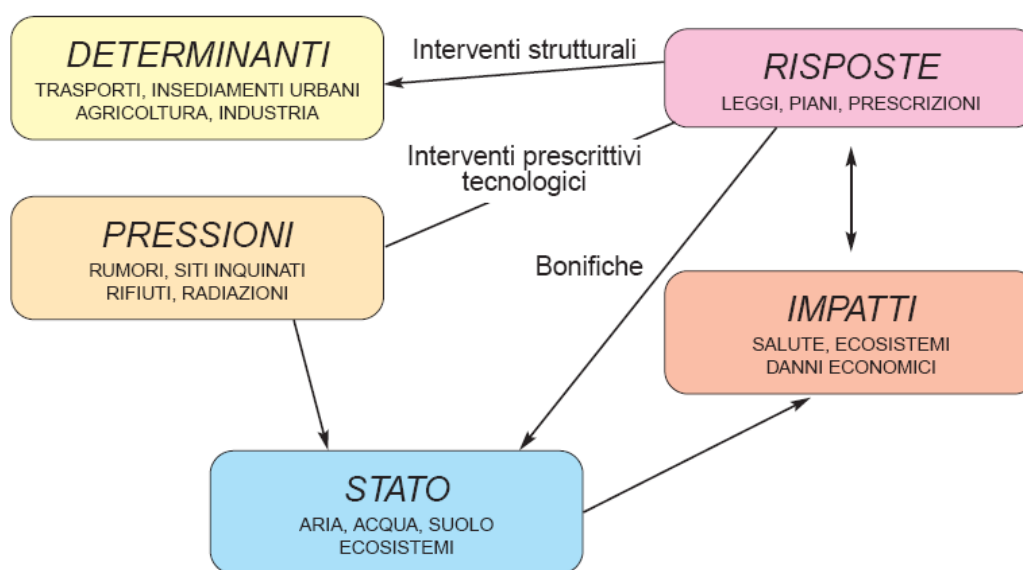 DETERMINANTI
TRASPORTI, INSEDIAMENTI URBANI
AGRICOLTURA, INDUSTRIA
Interventi strutturali
RISPOSTE
LEGGI, PIANI, PRESCRIZIONI
Interventi prescrittivi
tecnologici
PRESSIONI
RUMORI, SITI INQUINATI
RIFIUTI, RADIAZIONI
Bonifiche
IMPATTI
SALUTE, ECOSISTEMI
DANNI ECONOMICI
STATO
ARIA, ACQUA, SUOLO
ECOSISTEMI